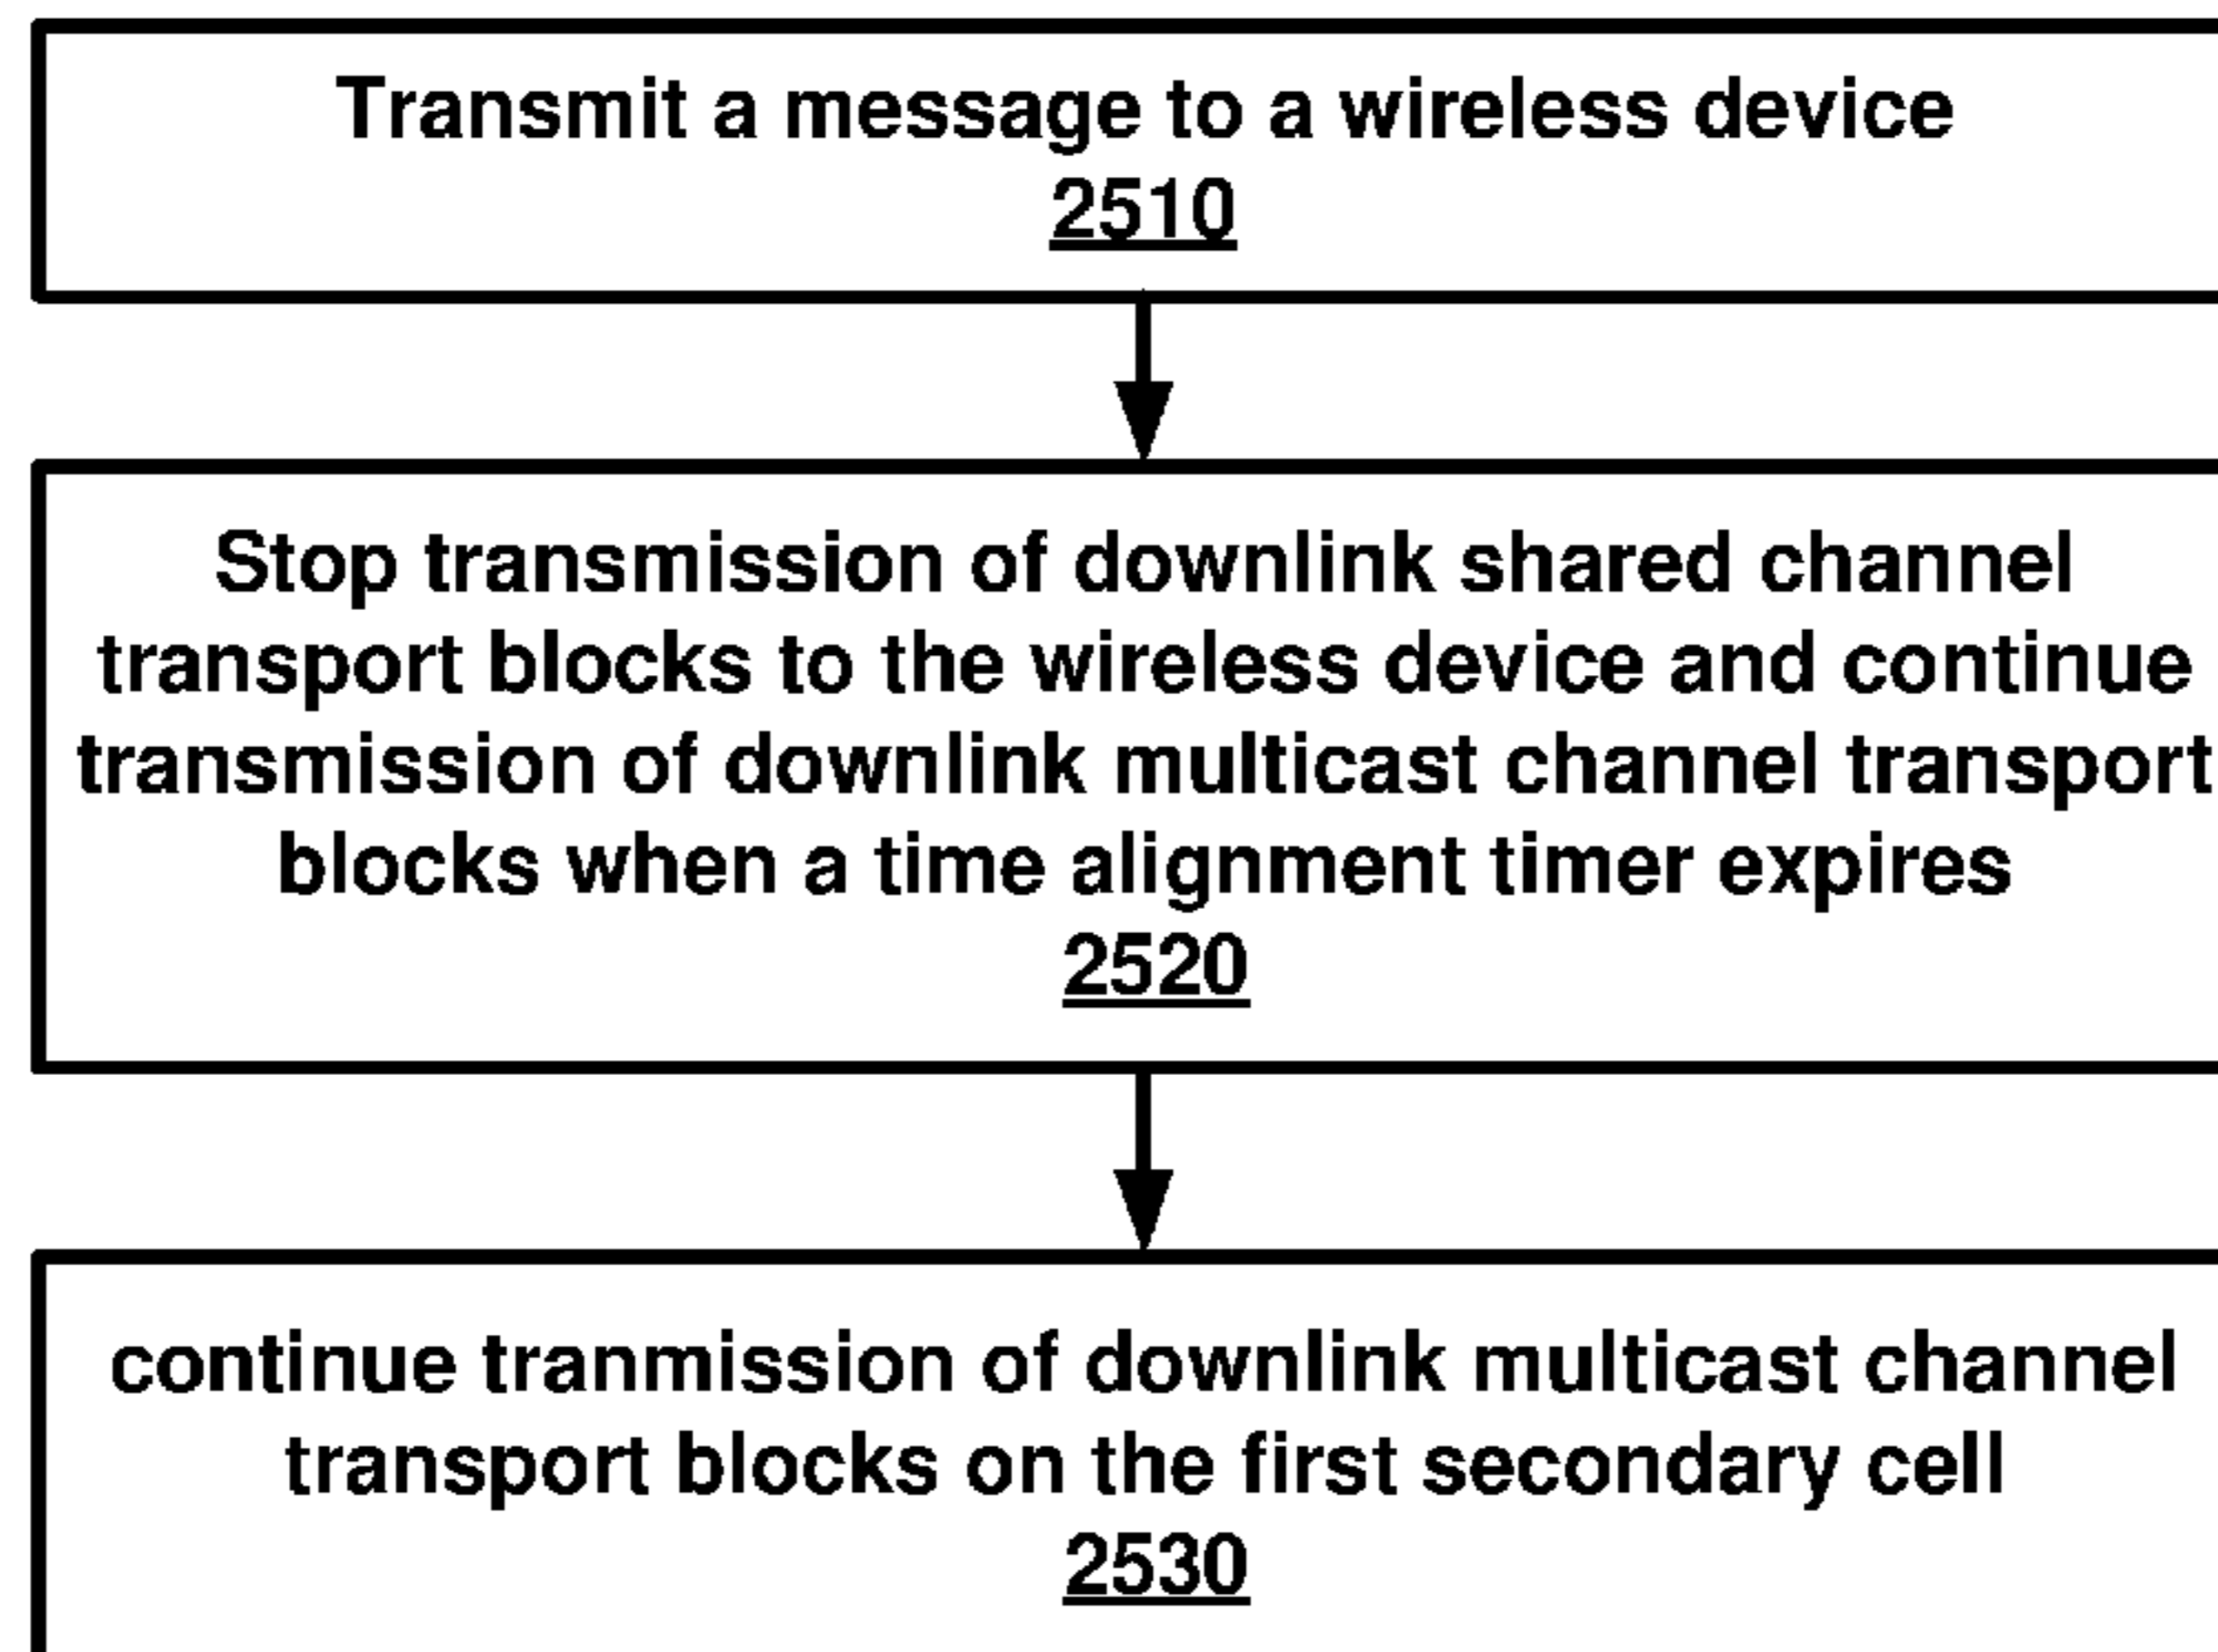 Transmit a message to a wireless device
2510
Stop transmission of downlink shared channel
transport blocks to the wireless device and continue
transmission of downlink multicast channel transport
blocks when a time alignment timer expires
2520
continue tranmission of downlink multicast channel
transport blocks on the first secondary cell
2530